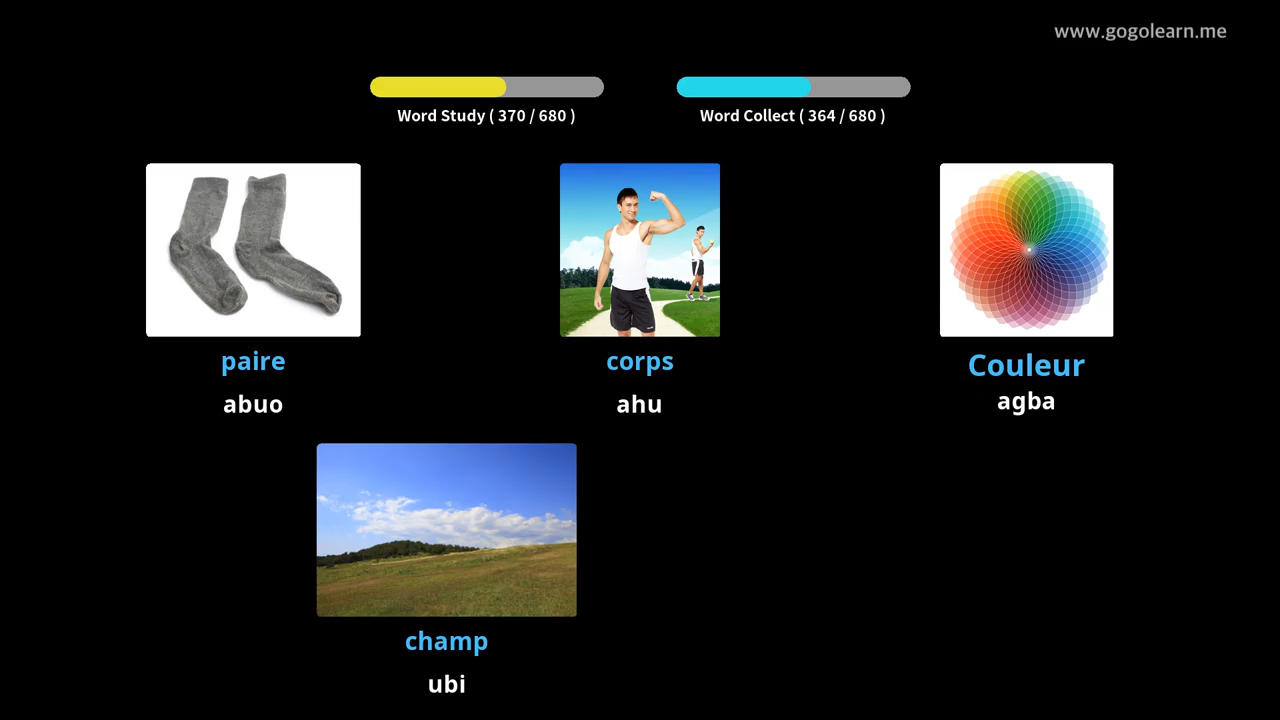 www.gogolearn.me
Word Study ( 370 / 680 )
Word Collect ( 364 / 680 )
paire
corps
Couleur
abuo
ahu
agba
champ
ubi